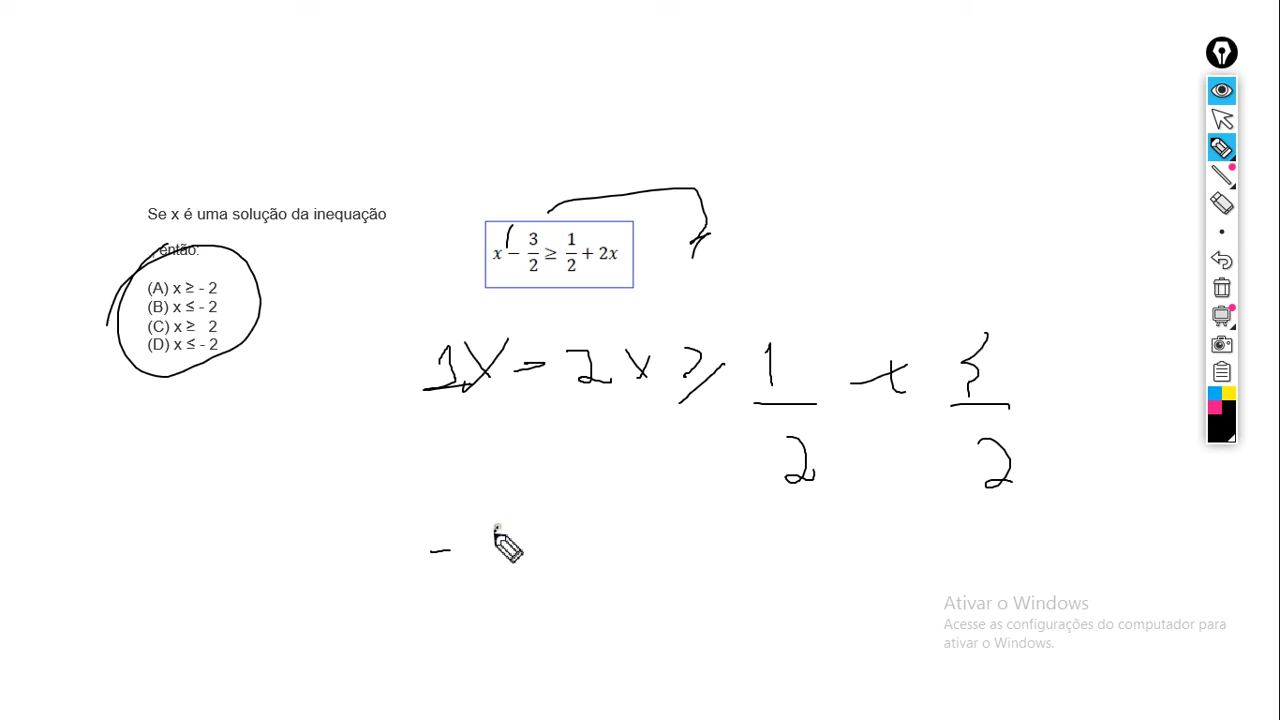 Se x é uma solução da inequação
, então:
(A) x ≥ - 2
(B) x ≤ - 2
(C) x ≥ 2
(D) x ≤ - 2
x - 3/2 ≥ 1/2 + 2x
1x - 2x ≥ 1/2 + 3/2
-
Ativar o Windows
Acesse as configurações do computador para
ativar o Windows.